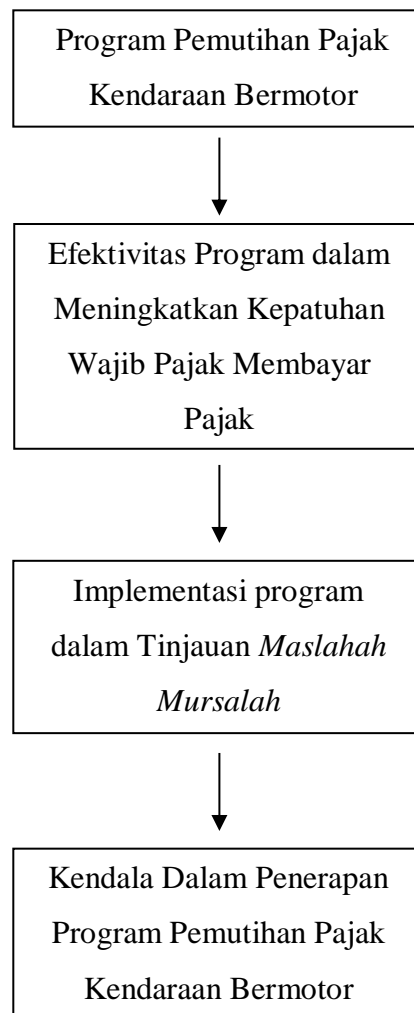 Program Pemutihan Pajak
Kendaraan Bermotor
Efektivitas Program dalam
Meningkatkan Kepatuhan
Wajib Pajak Membayar
Pajak
Implementasi program
dalam Tinjauan Maslahah
Mursalah
Kendala Dalam Penerapan
Program Pemutihan Pajak
Kendaraan Bermotor